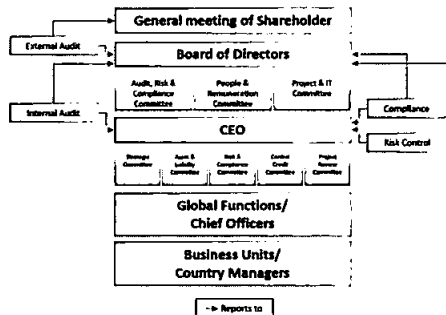 General meeting of Shareholder
External Audit
Board of Directors
Audit, Risk &
Compliance
Committee
People &
Remuneration
Committee
Project & IT
Committee
Internal Audit
Compliance
CEO
Risk Control
Strategic
Committee
Asset &
Liability
Committee
Risk &
Compliance
Committee
Central
Credit
Committee
Project
Review
Committee
Global Functions/
Chief Officers
Business Units/
Country Managers
Reports to